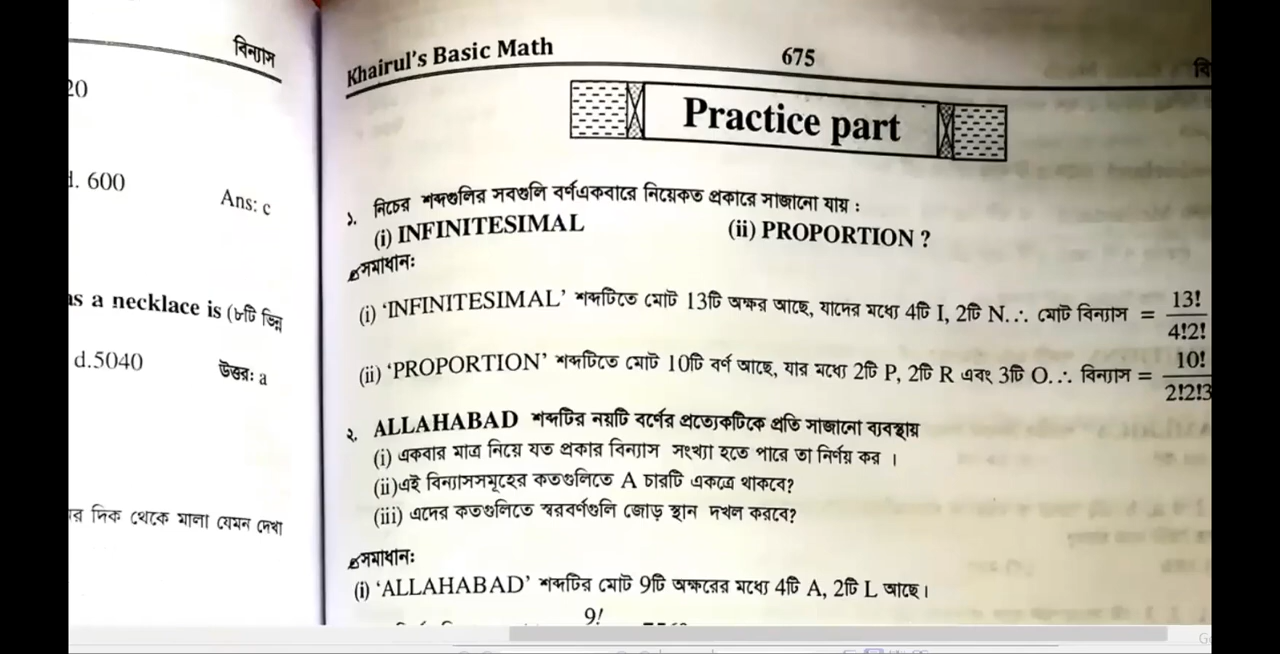 বিন্যাস
20
d. 600
Ans: c
as a necklace is (৮টি ভিন্ন
d.5040
উত্তর: a
দিক থেকে মালা যেমন দেখা
Khairul's Basic Math
675
Practice part
১. নিচের শব্দগুলির সবগুলি বর্ণএকবারে নিয়েকত প্রকারে সাজানো যায় :
(i) INFINITESIMAL (ii) PROPORTION ?
সমাধান:
(i) ‘INFINITESIMAL’ শব্দটিতে মোট 13টি অক্ষর আছে, যাদের মধ্যে 4টি I, 2টি N.∴ মোট বিন্যাস = 13!/4!2!
(ii) ‘PROPORTION’ শব্দটিতে মোট 10টি বর্ণ আছে, যার মধ্যে 2টি P, 2টি R এবং 3টি O.∴ বিন্যাস = 10!/2!2!3
২. ALLAHABAD শব্দটির নয়টি বর্ণের প্রত্যেকটিকে প্রতি সাজানো ব্যবস্থায়
(i) একবার মাত্র নিয়ে যত প্রকার বিন্যাস সংখ্যা হতে পারে তা নির্ণয় কর ।
(ii)এই বিন্যাসসমূহের কতগুলিতে A চারটি একত্রে থাকবে?
(iii) এদের কতগুলিতে স্বরবর্ণগুলি জোড় স্থান দখল করবে?
সমাধান:
(i) ‘ALLAHABAD’ শব্দটির মোট 9টি অক্ষরের মধ্যে 4টি A, 2টি L আছে।
9!